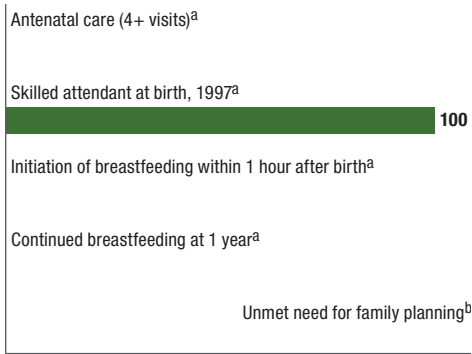 Antenatal care (4+ visits)a
Skilled attendant at birth, 1997a
100
Initiation of breastfeeding within 1 hour after birtha
Continued breastfeeding at 1 yeara
Unmet need for family planningb